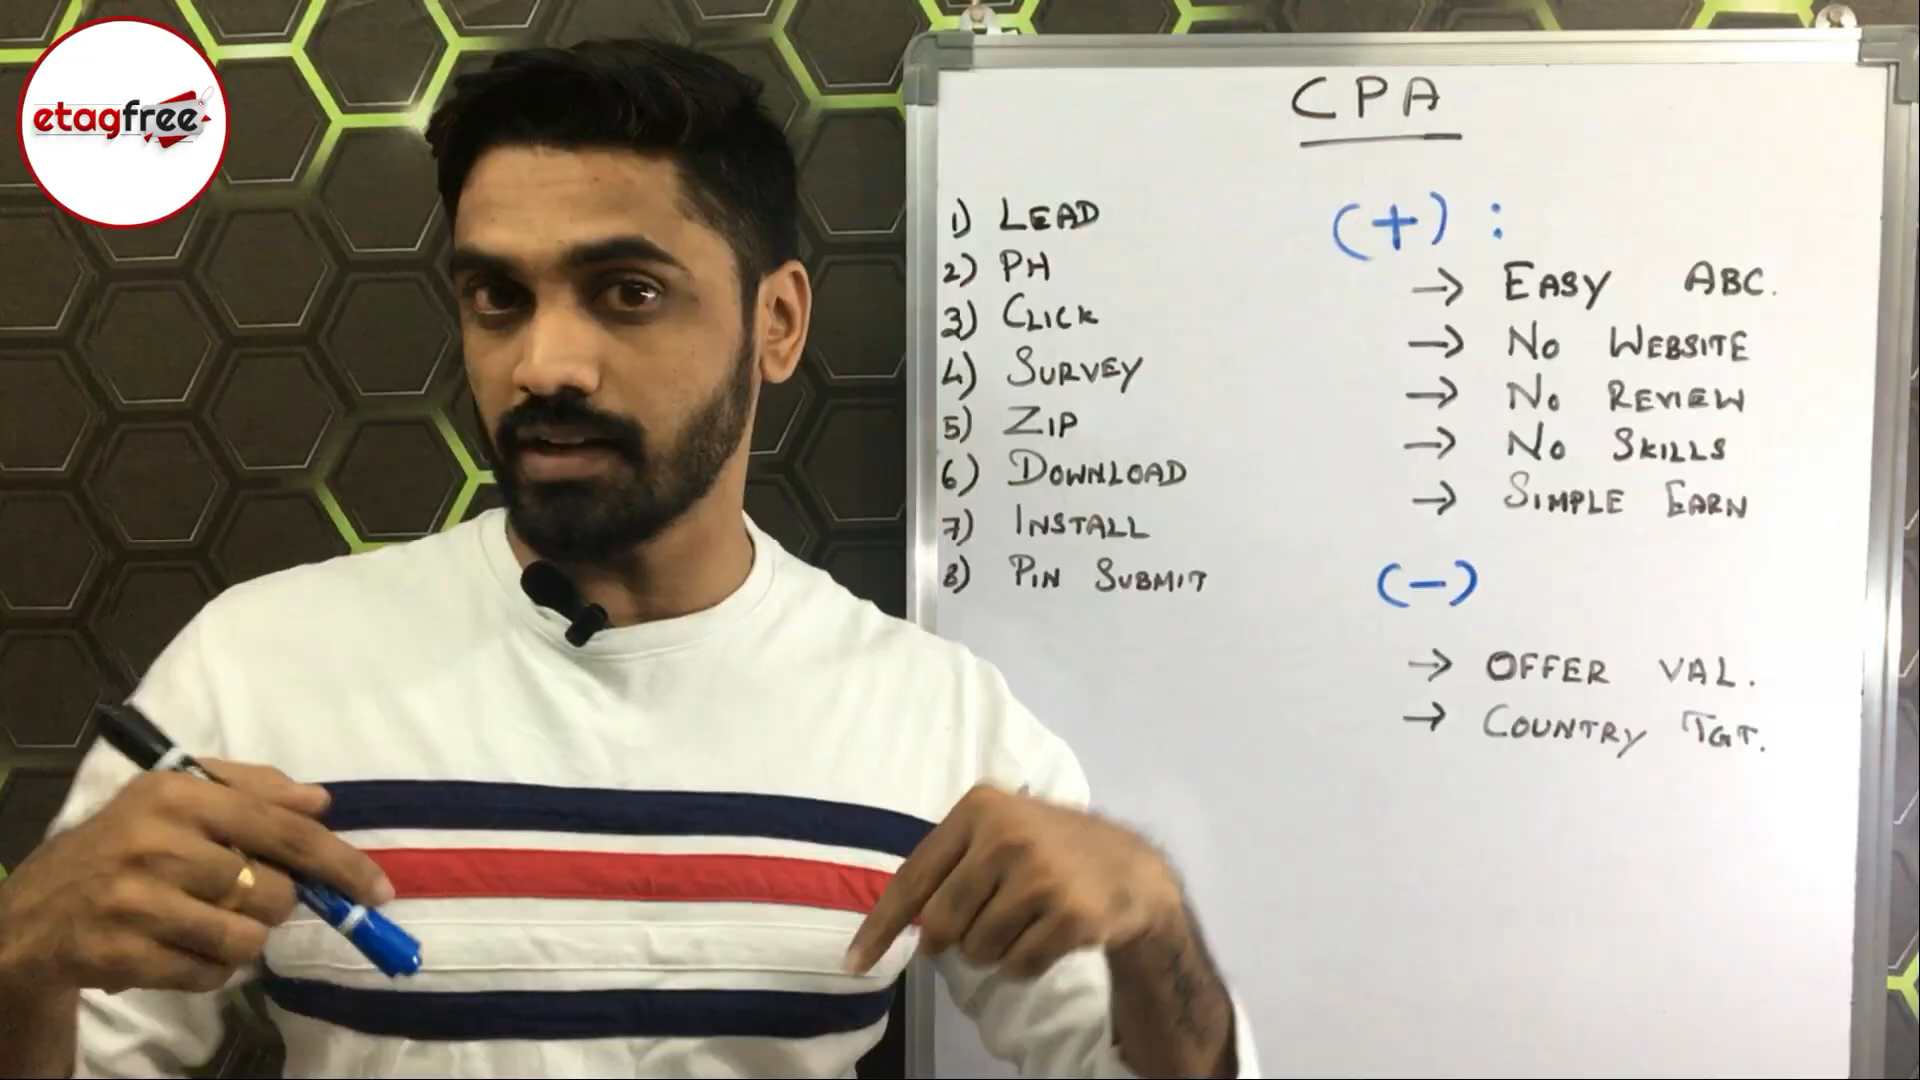 etagfree
CPA
1) LEAD
2) PH
3) CLICK
4) SURVEY
5) ZIP
6) DOWNLOAD
7) INSTALL
8) PIN SUBMIT
(+) :
→ EASY ABC.
→ NO WEBSITE
→ NO REVIEW
→ NO SKILLS
→ SIMPLE EARN
(-)
→ OFFER VAL.
→ COUNTRY TGT.